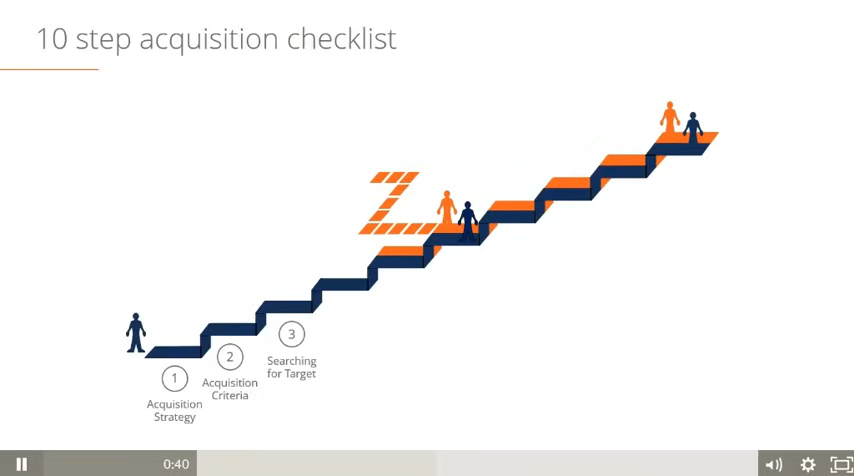 10 step acquisition checklist
3
Searching
for Target
2
Acquisition
Criteria
1
Acquisition
Strategy
0:40